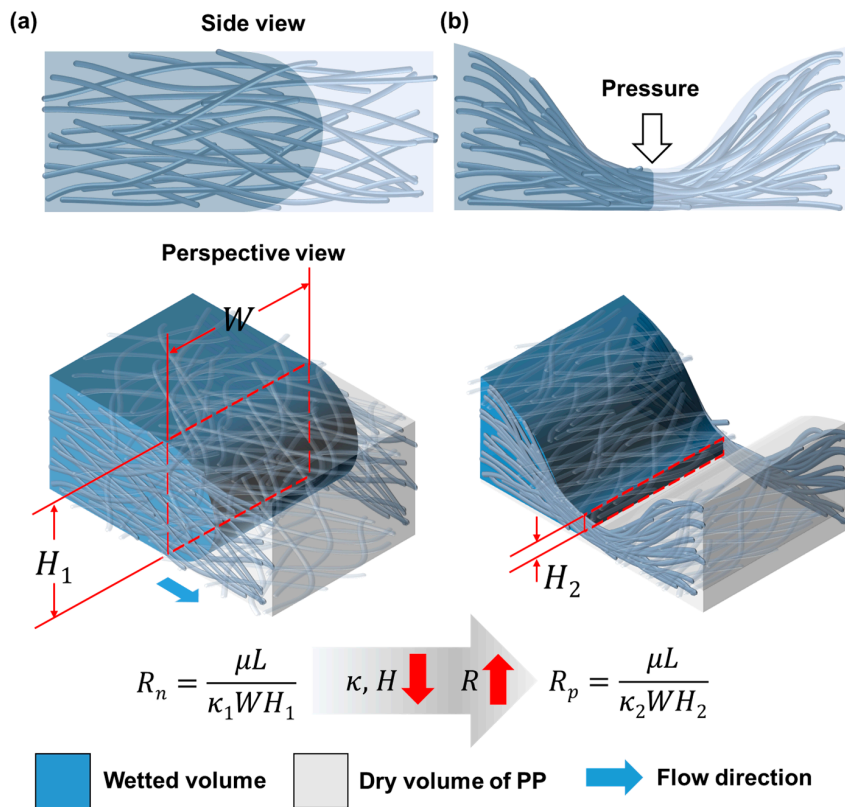 (a)
Side view
(b)
Pressure
Perspective view
W
H₁
H₂
Rₙ = μL / κ₁WH₁
κ, H
R
Rₚ = μL / κ₂WH₂
Wetted volume
Dry volume of PP
Flow direction